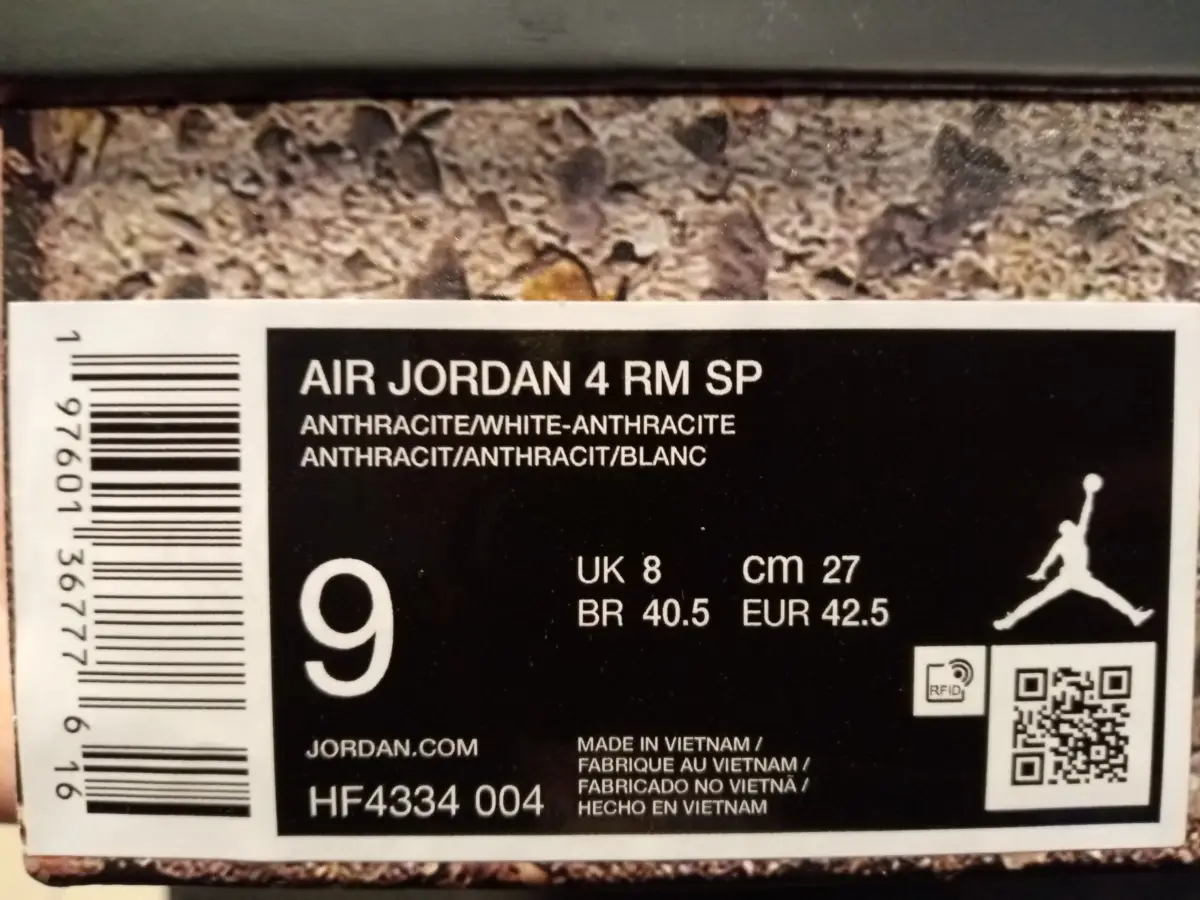 AIR JORDAN 4 RM SP
ANTHRACITE/WHITE-ANTHRACITE
ANTHRACIT/ANTHRACIT/BLANC
9
UK 8 cm 27
BR 40.5 EUR 42.5
RFID
JORDAN.COM
HF4334 004
MADE IN VIETNAM /
FABRIQUE AU VIETNAM /
FABRICADO NO VIETNÃ /
HECHO EN VIETNAM
1 97601 36777 6 16